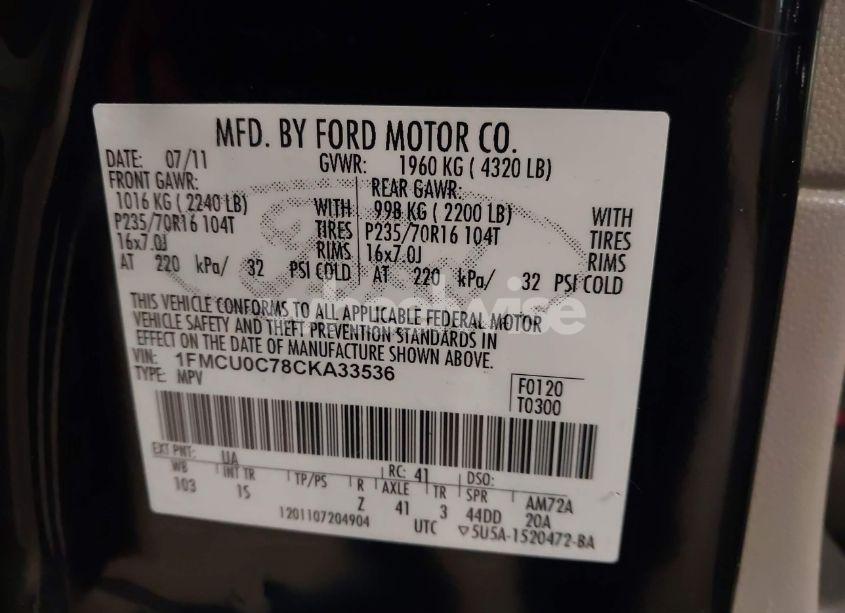 MFD. BY FORD MOTOR CO.
DATE: 07/11 GVWR: 1960 KG ( 4320 LB)
FRONT GAWR: REAR GAWR:
1016 KG ( 2240 LB) WITH 998 KG ( 2200 LB) WITH
P235/70R16 104T TIRES P235/70R16 104T TIRES
16x7.0J RIMS 16x7.0J RIMS
AT 220 kPa/ 32 PSI COLD AT 220 kPa/ 32 PSI COLD
THIS VEHICLE CONFORMS TO ALL APPLICABLE FEDERAL MOTOR
VEHICLE SAFETY AND THEFT PREVENTION STANDARDS IN
EFFECT ON THE DATE OF MANUFACTURE SHOWN ABOVE.
VIN: 1FMCU0C78CKA33536
TYPE: MPV
F0120
T0300
EXT PNT: UA RC: 41 DSO:
WB INT TR TP/PS R AXLE TR SPR AM72A
103 1S Z 41 3 44DD 20A
1201107204904 UTC 5U5A-1520472-BA
wheelwise